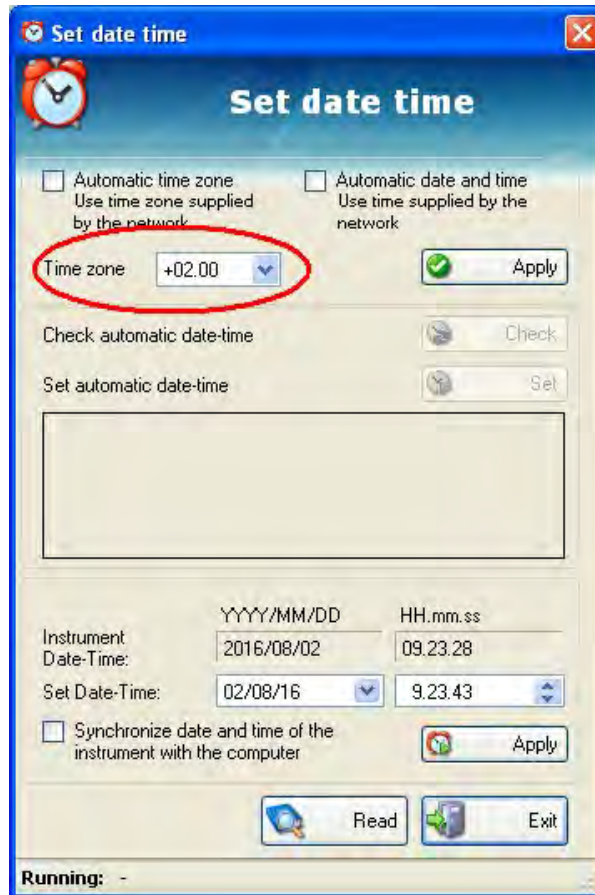 Set date time
Set date time
Automatic time zone
Use time zone supplied
by the network
Automatic date and time
Use time supplied by the
network
Time zone +02.00 Apply
Check automatic date-time Check
Set automatic date-time Set
YYYY/MM/DD HH.mm.ss
Instrument
Date-Time: 2016/08/02 09.23.28
Set Date-Time: 02/08/16 9.23.43
Synchronize date and time of the
instrument with the computer Apply
Read Exit
Running: -